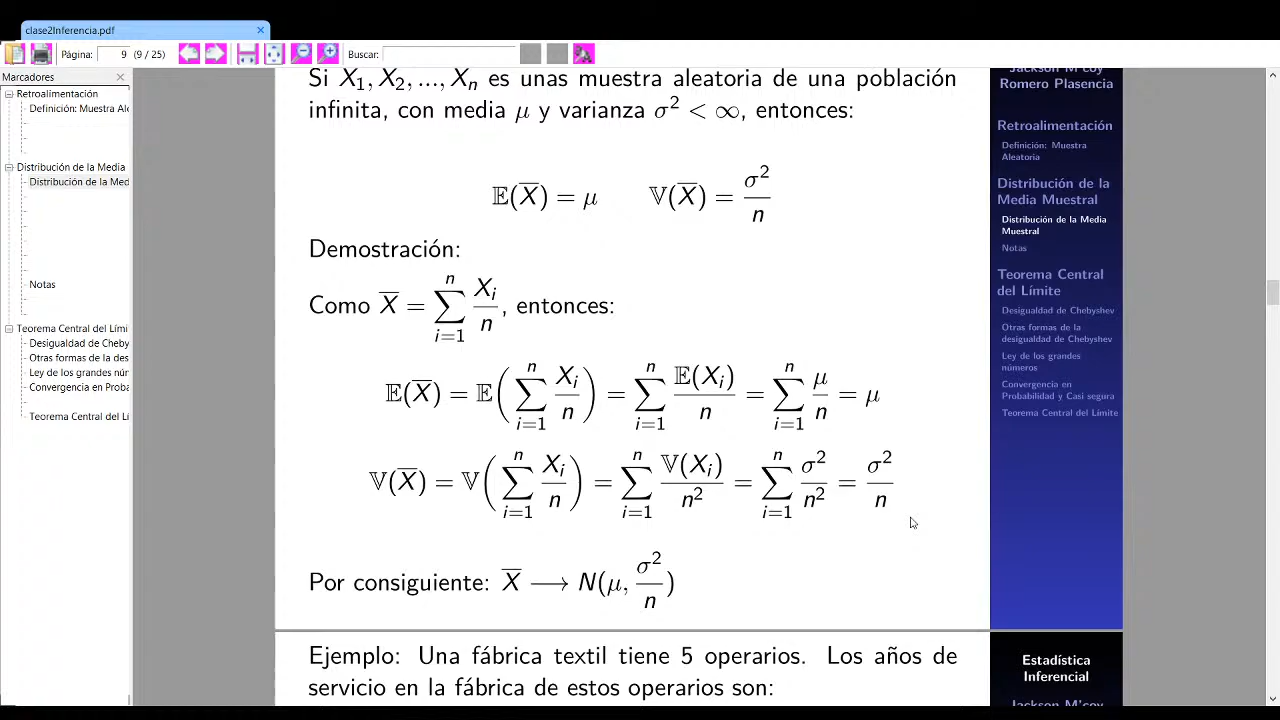 clase2Inferencia.pdf
Página: 9 (9 / 25) Buscar:
Marcadores
Retroalimentación
Definición: Muestra Ale
Distribución de la Media
Distribución de la Med
Notas
Teorema Central del Lími
Desigualdad de Chebys
Otras formas de la des
Ley de los grandes nún
Convergencia en Proba
Teorema Central del Lí
Si X₁, X₂, ..., Xₙ es unas muestra aleatoria de una población
infinita, con media μ y varianza σ² < ∞, entonces:
𝔼(X̄) = μ 𝕍(X̄) = σ²/n
Demostración:
Como X̄ = ∑ᵢ₌₁ⁿ Xᵢ/n, entonces:
𝔼(X̄) = 𝔼(∑ᵢ₌₁ⁿ Xᵢ/n) = ∑ᵢ₌₁ⁿ 𝔼(Xᵢ)/n = ∑ᵢ₌₁ⁿ μ/n = μ
𝕍(X̄) = 𝕍(∑ᵢ₌₁ⁿ Xᵢ/n) = ∑ᵢ₌₁ⁿ 𝕍(Xᵢ)/n² = ∑ᵢ₌₁ⁿ σ²/n² = σ²/n
Por consiguiente: X̄ ⟶ N(μ, σ²/n)
Ejemplo: Una fábrica textil tiene 5 operarios. Los años de
servicio en la fábrica de estos operarios son:
Jackson M'coy
Romero Plasencia
Retroalimentación
Definición: Muestra
Aleatoria
Distribución de la
Media Muestral
Distribución de la Media
Muestral
Notas
Teorema Central
del Límite
Desigualdad de Chebyshev
Otras formas de la
desigualdad de Chebyshev
Ley de los grandes
números
Convergencia en
Probabilidad y Casi segura
Teorema Central del Límite
Estadística
Inferencial
Jackson M'coy